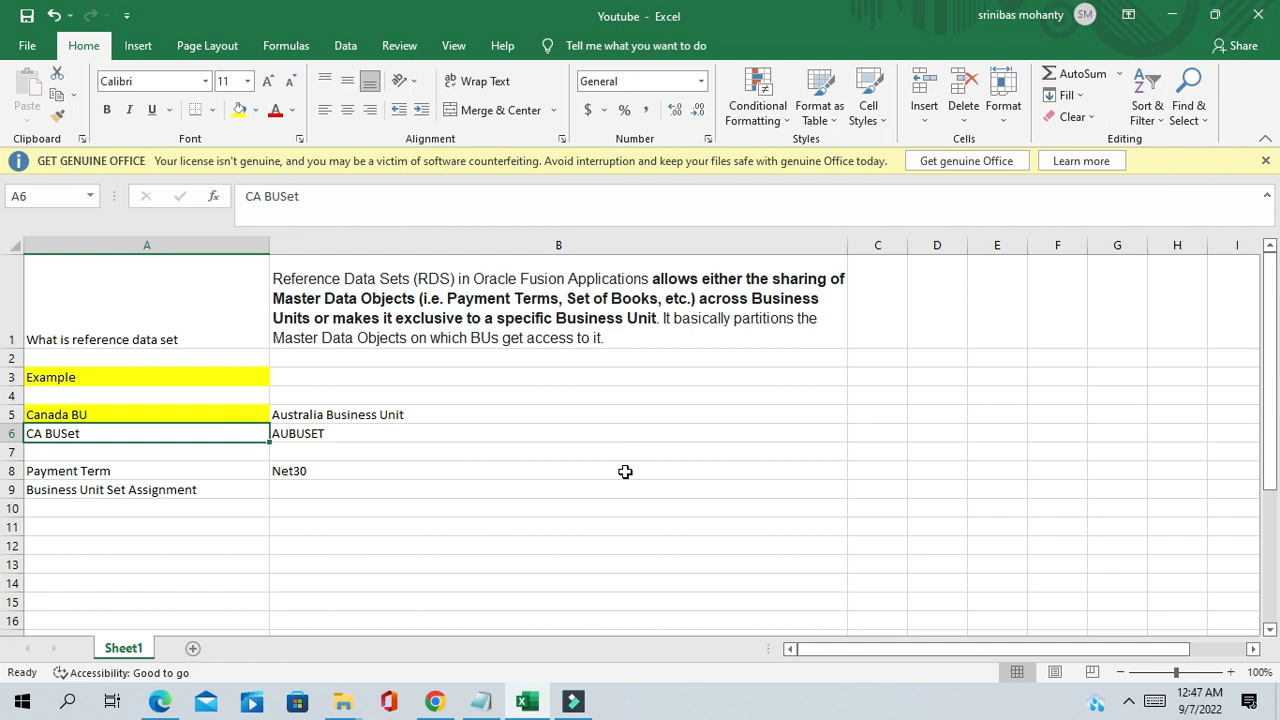 Youtube - Excel
srinibas mohanty SM
File Home Insert Page Layout Formulas Data Review View Help Tell me what you want to do Share
Calibri 11 Wrap Text General
Paste B I U Merge & Center $ % Conditional Formatting Format as Table Cell Styles Insert Delete Format AutoSum Fill Clear Sort & Filter Find & Select
Clipboard Font Alignment Number Styles Cells Editing
GET GENUINE OFFICE Your license isn't genuine, and you may be a victim of software counterfeiting. Avoid interruption and keep your files safe with genuine Office today. Get genuine Office Learn more
A6 fx CA BUSet
A B C D E F G H I
Reference Data Sets (RDS) in Oracle Fusion Applications allows either the sharing of
Master Data Objects (i.e. Payment Terms, Set of Books, etc.) across Business
Units or makes it exclusive to a specific Business Unit. It basically partitions the
1 What is reference data set Master Data Objects on which BUs get access to it.
2
3 Example
4
5 Canada BU Australia Business Unit
6 CA BUSet AUBUSET
7
8 Payment Term Net30
9 Business Unit Set Assignment
10
11
12
13
14
15
16
Sheet1
Ready Accessibility: Good to go 100%
12:47 AM
9/7/2022